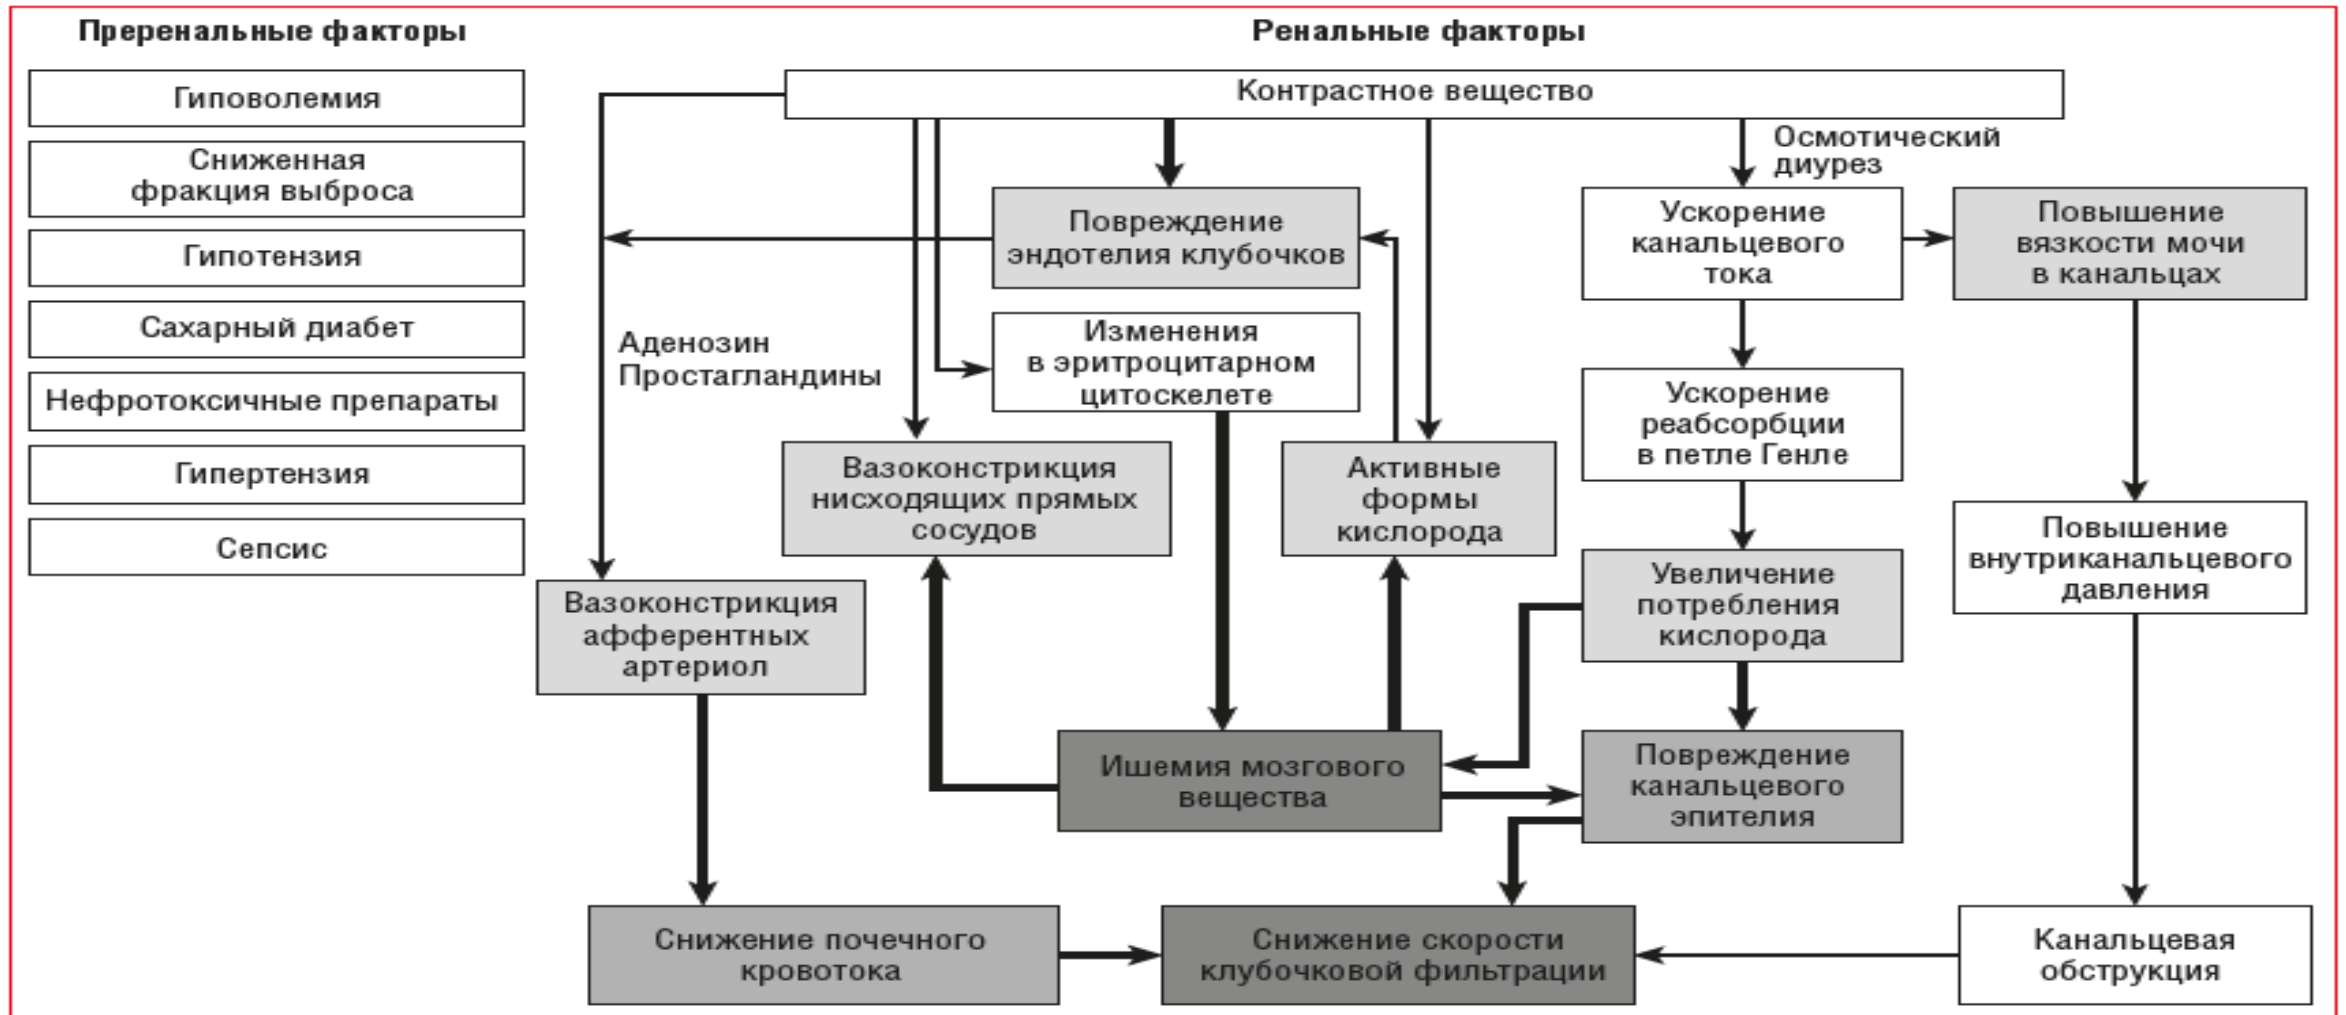 Преренальные факторы
Гиповолемия
Сниженная
фракция выброса
Гипотензия
Сахарный диабет
Нефротоксичные препараты
Гипертензия
Сепсис
Ренальные факторы
Контрастное вещество
Осмотический
диурез
Повреждение
эндотелия клубочков
Ускорение
канальцевого
тока
Повышение
вязкости мочи
в канальцах
Аденозин
Простагландины
Изменения
в эритроцитарном
цитоскелете
Ускорение
реабсорбции
в петле Генле
Вазоконстрикция
нисходящих прямых
сосудов
Активные
формы
кислорода
Повышение
внутриканальцевого
давления
Вазоконстрикция
афферентных
артериол
Увеличение
потребления
кислорода
Ишемия мозгового
вещества
Повреждение
канальцевого
эпителия
Снижение почечного
кровотока
Снижение скорости
клубочковой фильтрации
Канальцевая
обструкция